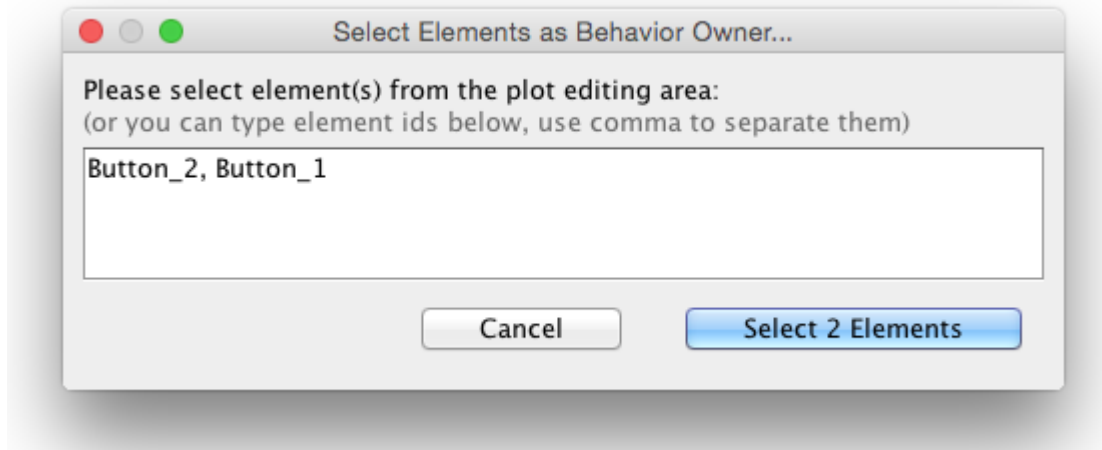 Select Elements as Behavior Owner...
Please select element(s) from the plot editing area:
(or you can type element ids below, use comma to separate them)
Button_2, Button_1
Cancel
Select 2 Elements